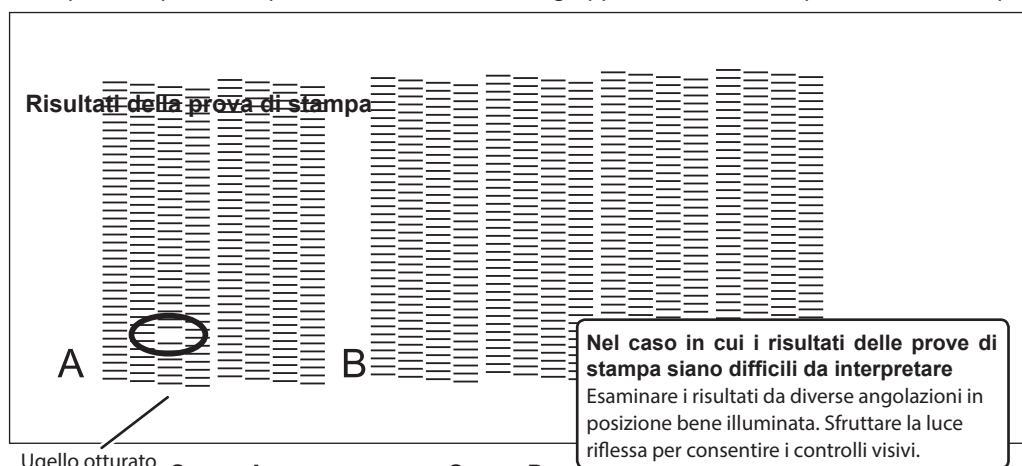 Risultati della prova di stampa
A
B
Nel caso in cui i risultati delle prove di
stampa siano difficili da interpretare
Esaminare i risultati da diverse angolazioni in
posizione bene illuminata. Sfruttare la luce
riflessa per consentire i controlli visivi.
Ugello otturato